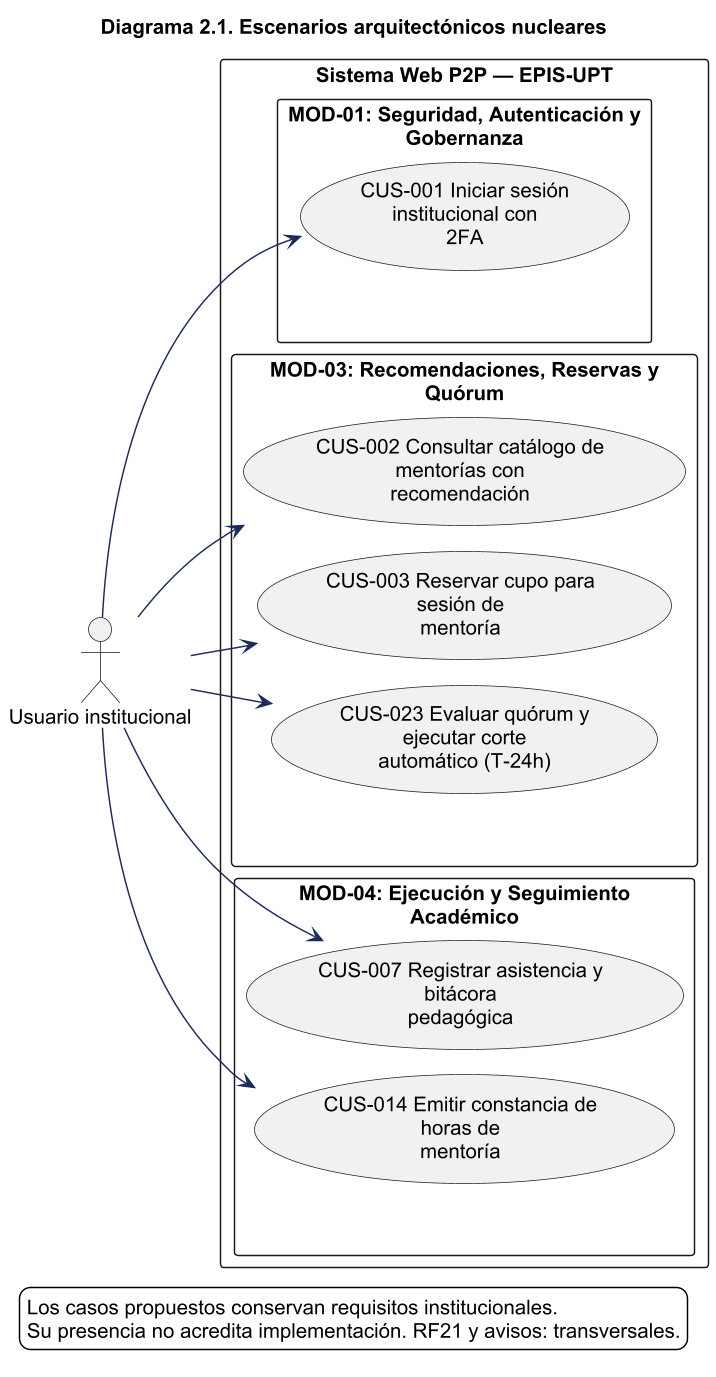 Diagrama 2.1. Escenarios arquitectónicos nucleares
Sistema Web P2P — EPIS-UPT
MOD-01: Seguridad, Autenticación y
Gobernanza
CUS-001 Iniciar sesión
institucional con
2FA
MOD-03: Recomendaciones, Reservas y
Quórum
CUS-002 Consultar catálogo de
mentorías con
recomendación
CUS-003 Reservar cupo para
sesión de
mentoría
CUS-023 Evaluar quórum y
ejecutar corte
automático (T-24h)
Usuario institucional
MOD-04: Ejecución y Seguimiento
Académico
CUS-007 Registrar asistencia y
bitácora
pedagógica
CUS-014 Emitir constancia de
horas de
mentoría
Los casos propuestos conservan requisitos institucionales.
Su presencia no acredita implementación. RF21 y avisos: transversales.